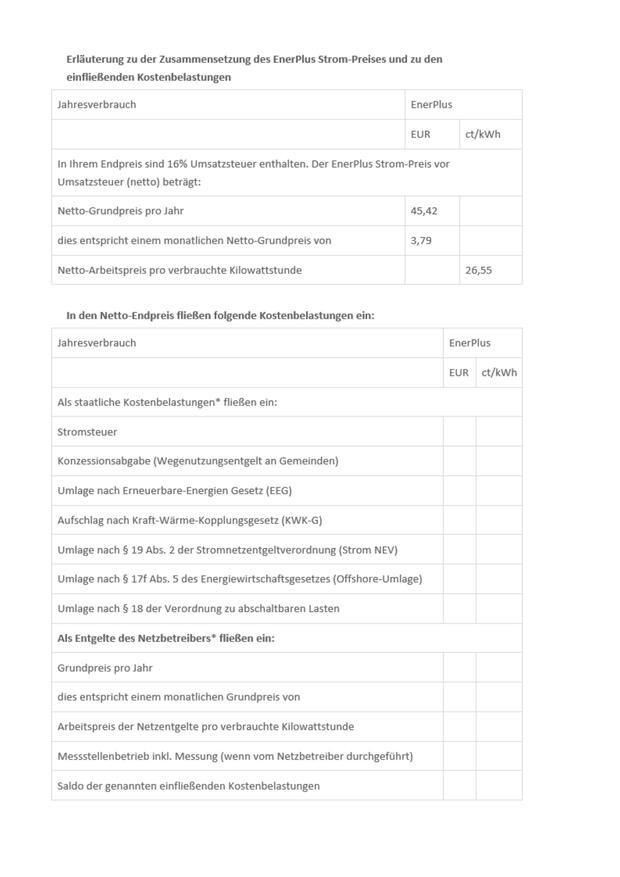 Erläuterung zu der Zusammensetzung des EnerPlus Strom-Preises und zu den
einfließenden Kostenbelastungen
Jahresverbrauch EnerPlus
EUR ct/kWh
In Ihrem Endpreis sind 16% Umsatzsteuer enthalten. Der EnerPlus Strom-Preis vor
Umsatzsteuer (netto) beträgt:
Netto-Grundpreis pro Jahr 45,42
dies entspricht einem monatlichen Netto-Grundpreis von 3,79
Netto-Arbeitspreis pro verbrauchte Kilowattstunde 26,55
In den Netto-Endpreis fließen folgende Kostenbelastungen ein:
Jahresverbrauch EnerPlus
EUR ct/kWh
Als staatliche Kostenbelastungen* fließen ein:
Stromsteuer
Konzessionsabgabe (Wegenutzungsentgelt an Gemeinden)
Umlage nach Erneuerbare-Energien Gesetz (EEG)
Aufschlag nach Kraft-Wärme-Kopplungsgesetz (KWK-G)
Umlage nach § 19 Abs. 2 der Stromnetzentgeltverordnung (Strom NEV)
Umlage nach § 17f Abs. 5 des Energiewirtschaftsgesetzes (Offshore-Umlage)
Umlage nach § 18 der Verordnung zu abschaltbaren Lasten
Als Entgelte des Netzbetreibers* fließen ein:
Grundpreis pro Jahr
dies entspricht einem monatlichen Grundpreis von
Arbeitspreis der Netzentgelte pro verbrauchte Kilowattstunde
Messstellenbetrieb inkl. Messung (wenn vom Netzbetreiber durchgeführt)
Saldo der genannten einfließenden Kostenbelastungen